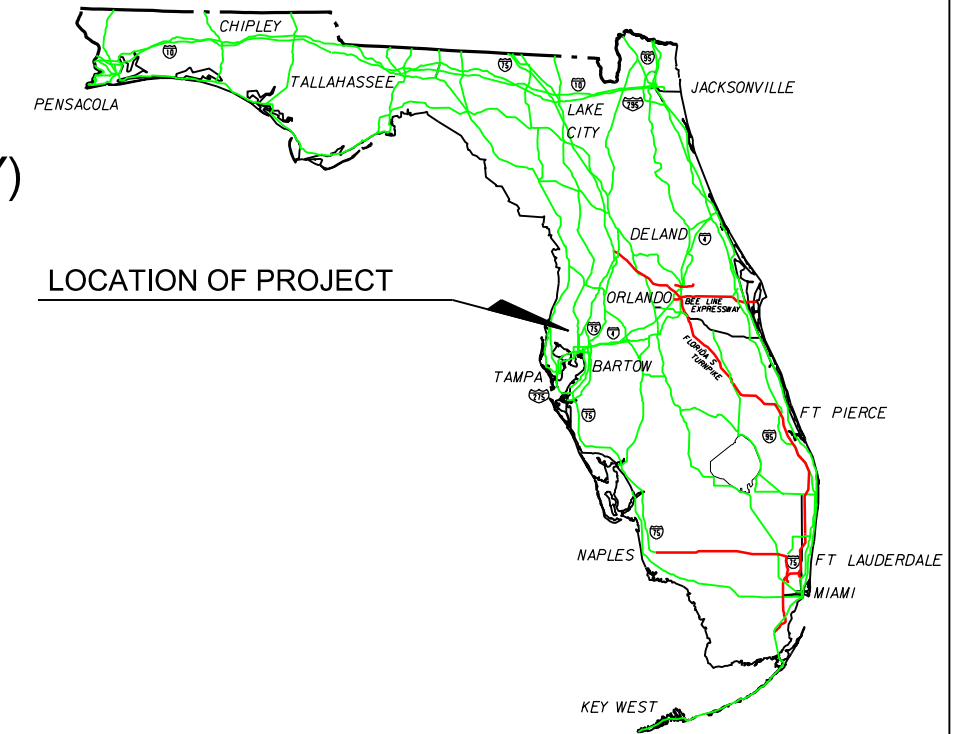 CHIPLEY
10
75
95
TALLAHASSEE
10
JACKSONVILLE
PENSACOLA
LAKE
CITY
295
Y)
DELAND
4
LOCATION OF PROJECT
ORLANDO
BEE LINE
EXPRESSWAY
75
4
FLORIDA'S
TURNPIKE
BARTOW
TAMPA
275
75
FT PIERCE
95
75
NAPLES
75
FT LAUDERDALE
MIAMI
KEY WEST